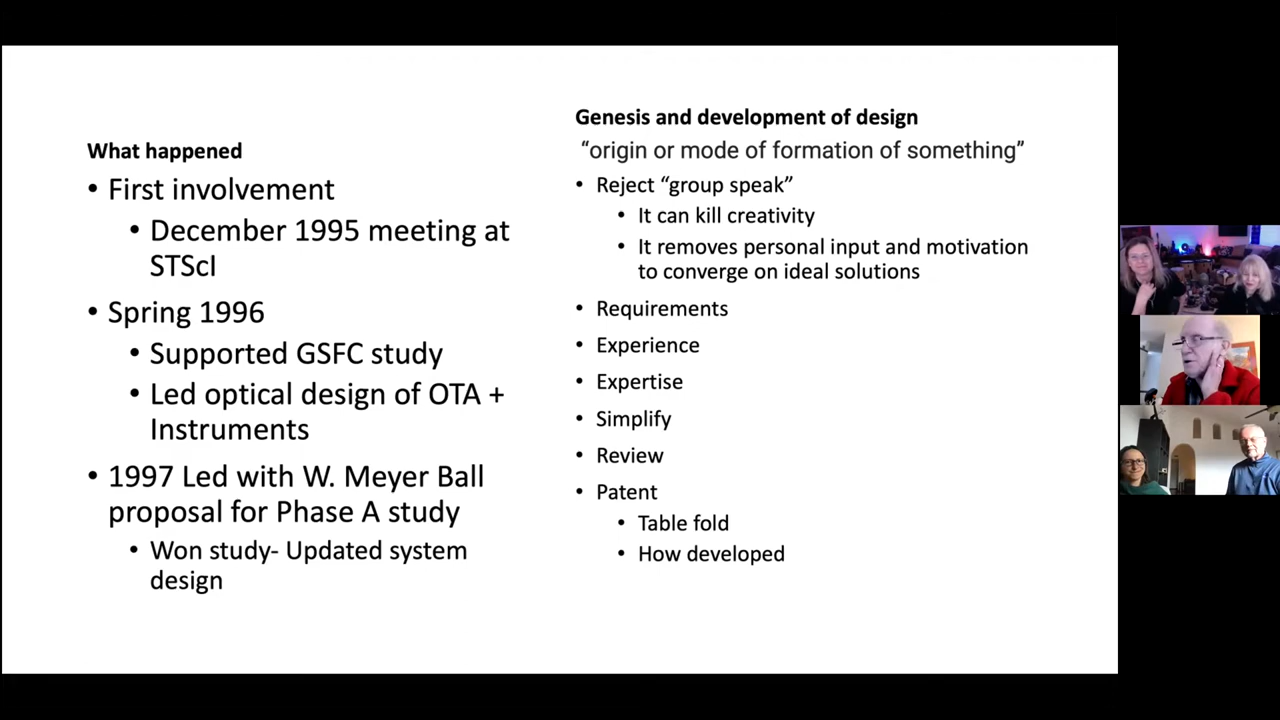 What happened
• First involvement
• December 1995 meeting at
STScI
• Spring 1996
• Supported GSFC study
• Led optical design of OTA +
Instruments
• 1997 Led with W. Meyer Ball
proposal for Phase A study
• Won study- Updated system
design
Genesis and development of design
“origin or mode of formation of something”
• Reject “group speak”
• It can kill creativity
• It removes personal input and motivation
to converge on ideal solutions
• Requirements
• Experience
• Expertise
• Simplify
• Review
• Patent
• Table fold
• How developed